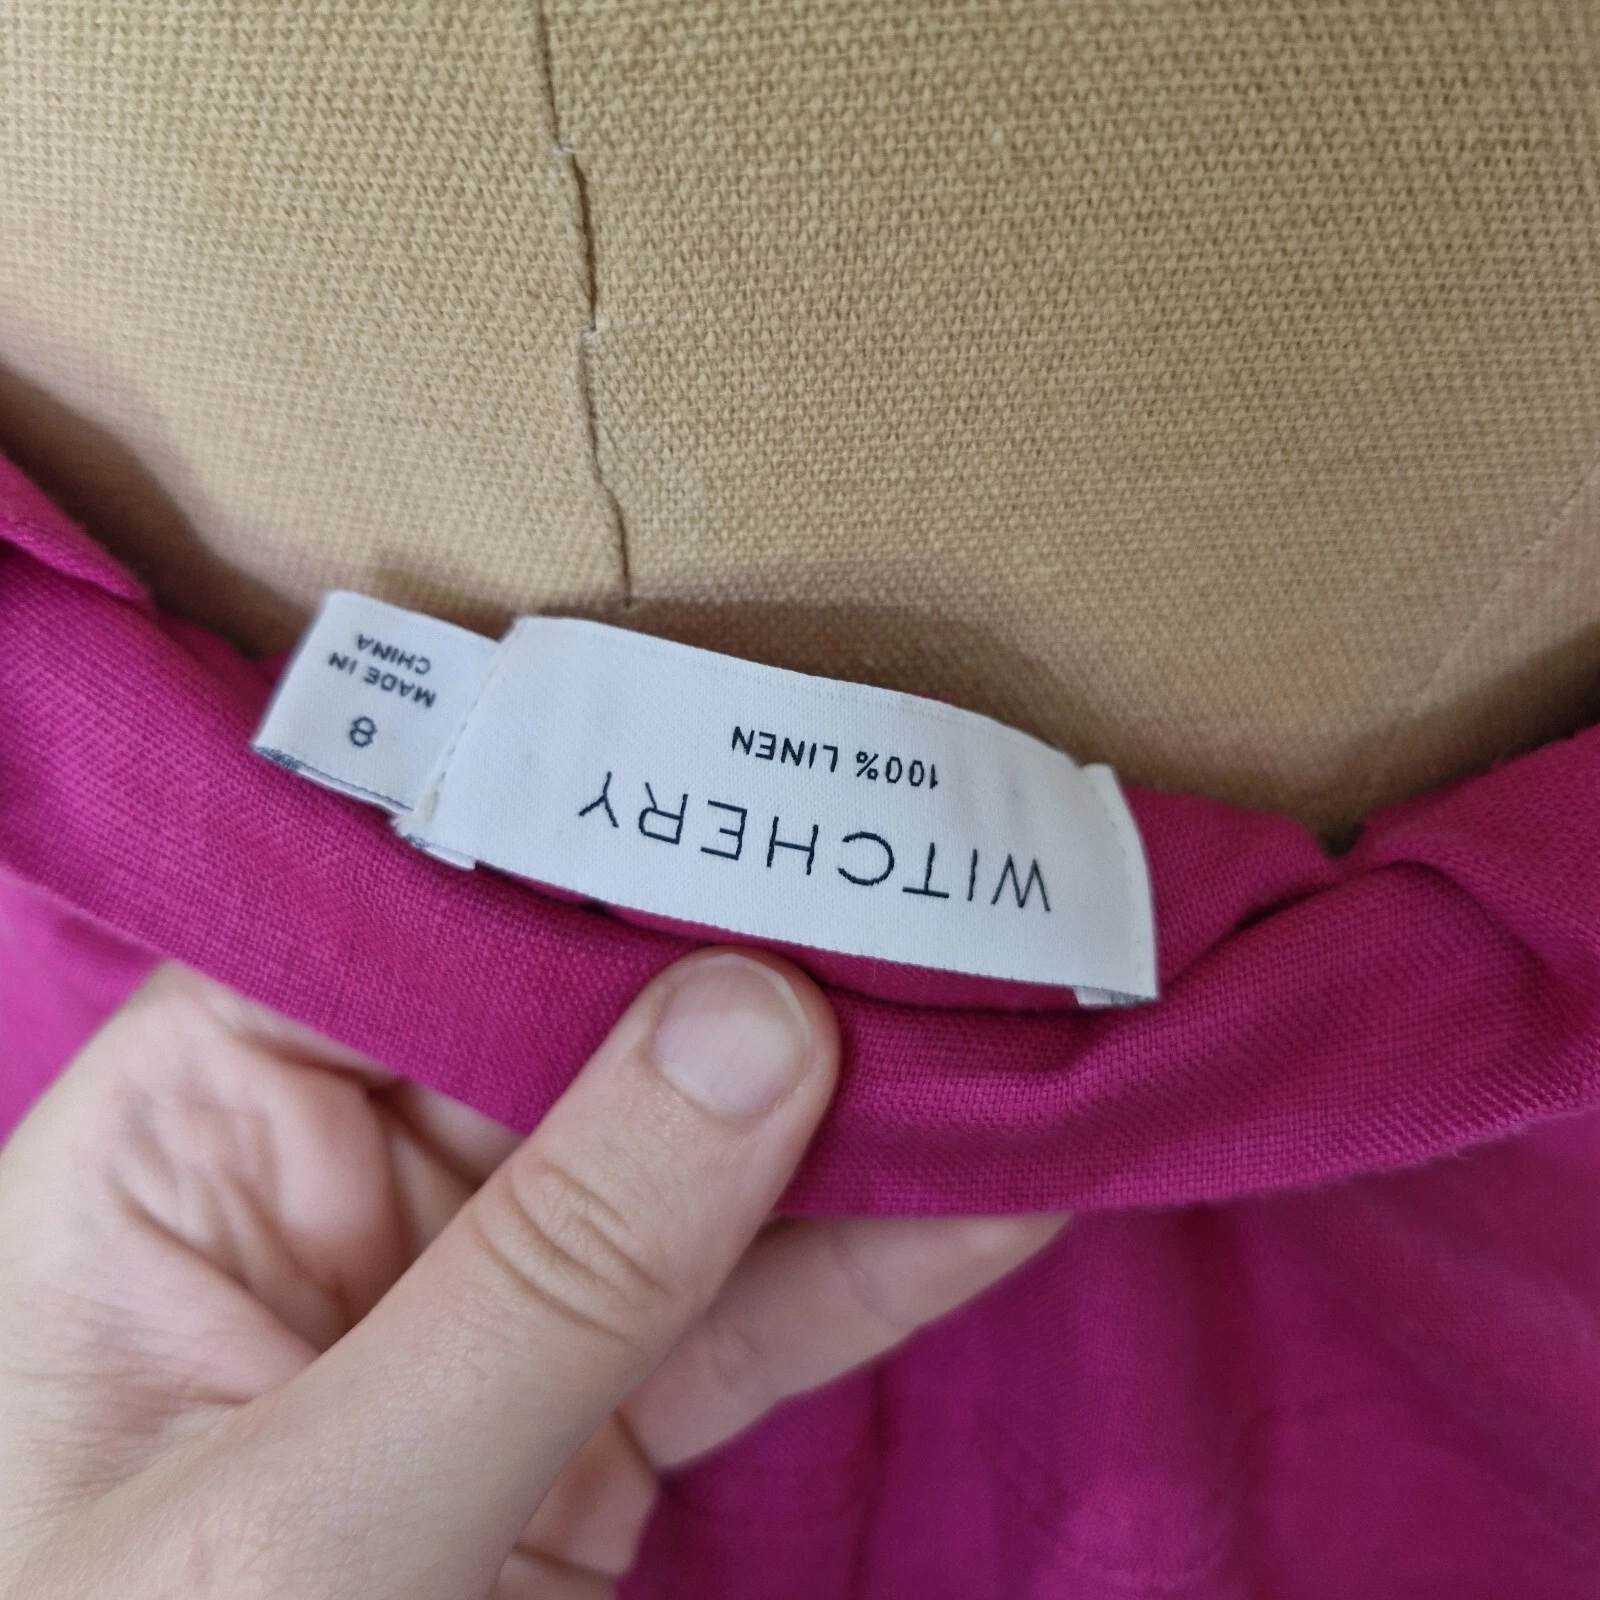 WITCHERY
100% LINEN
8
MADE IN
CHINA